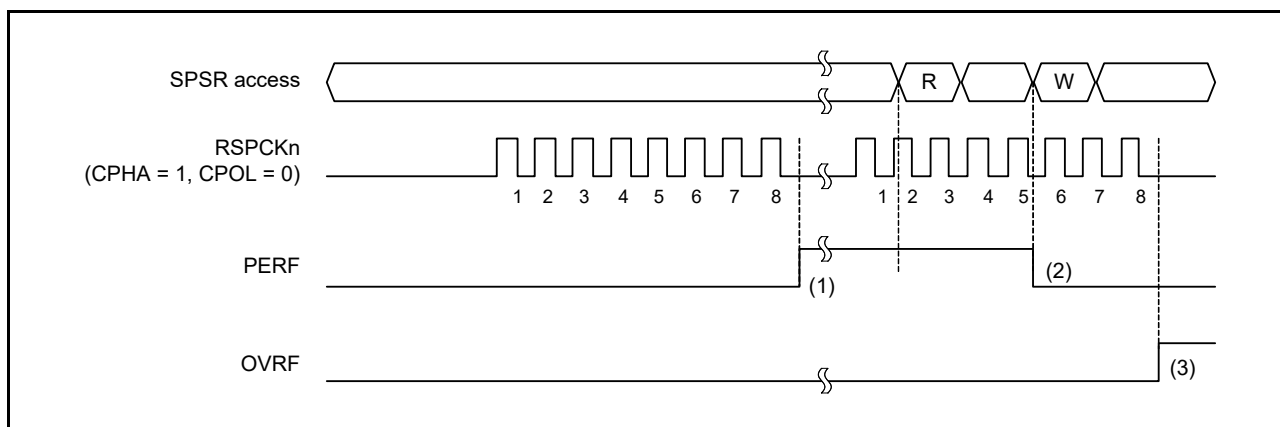 SPSR access
R
W
RSPCKn
(CPHA = 1, CPOL = 0)
1 2 3 4 5 6 7 8 1 2 3 4 5 6 7 8
PERF
(1)
(2)
OVRF
(3)